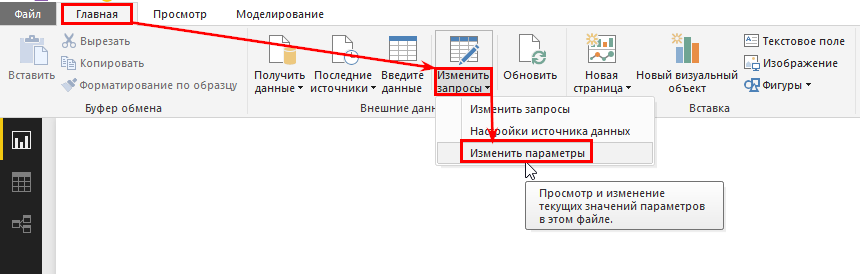 Файл Главная Просмотр Моделирование
Вставить
Вырезать
Копировать
Форматирование по образцу
Буфер обмена
Получить
данные
Последние
источники
Введите
данные
Изменить
запросы
Обновить
Внешние дан
Новая
страница
Новый визуальный
объект
Текстовое поле
Изображение
Фигуры
Вставка
Изменить запросы
Настройки источника данных
Изменить параметры
Просмотр и изменение
текущих значений параметров
в этом файле.